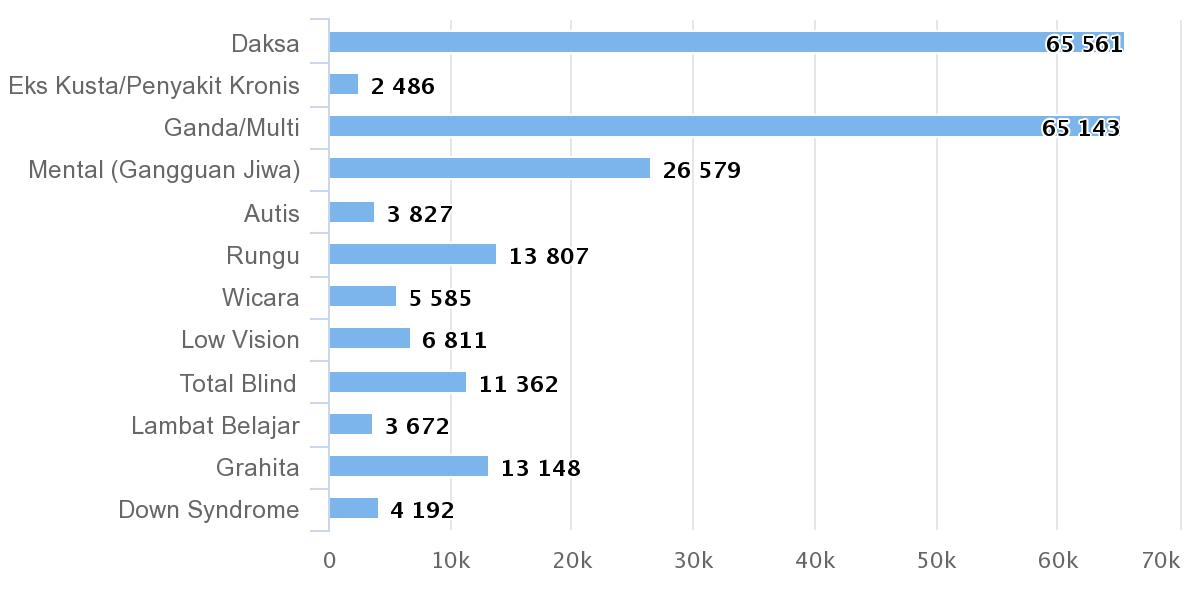 Daksa 65 561
Eks Kusta/Penyakit Kronis 2 486
Ganda/Multi 65 143
Mental (Gangguan Jiwa) 26 579
Autis 3 827
Rungu 13 807
Wicara 5 585
Low Vision 6 811
Total Blind 11 362
Lambat Belajar 3 672
Grahita 13 148
Down Syndrome 4 192
0 10k 20k 30k 40k 50k 60k 70k